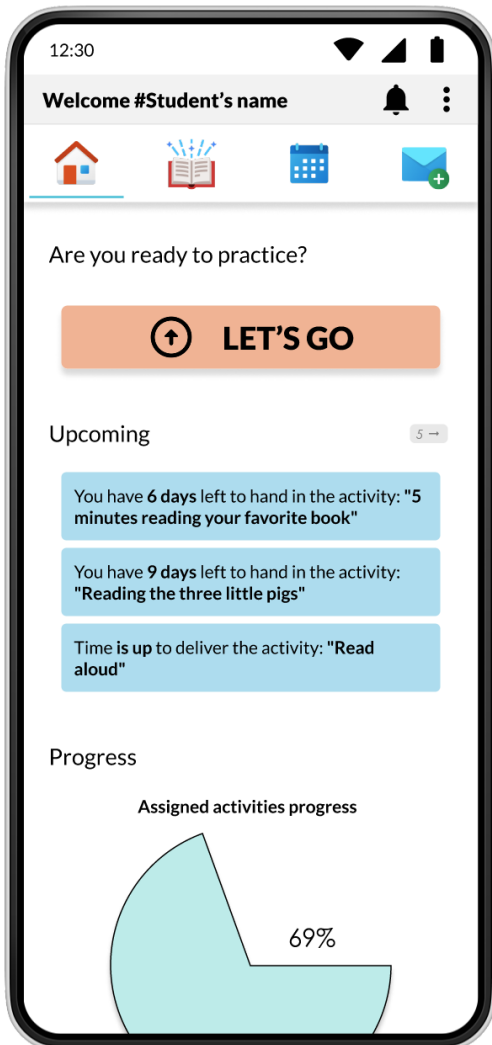 12:30
Welcome #Student’s name
Are you ready to practice?
LET’S GO
Upcoming
5 →
You have 6 days left to hand in the activity: "5
minutes reading your favorite book"
You have 9 days left to hand in the activity:
"Reading the three little pigs"
Time is up to deliver the activity: "Read
aloud"
Progress
Assigned activities progress
69%